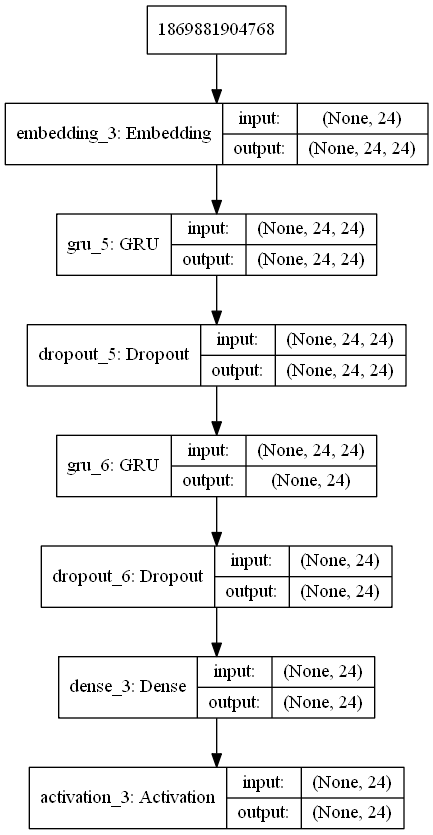 1869881904768
embedding_3: Embedding
input: (None, 24)
output: (None, 24, 24)
gru_5: GRU
input: (None, 24, 24)
output: (None, 24, 24)
dropout_5: Dropout
input: (None, 24, 24)
output: (None, 24, 24)
gru_6: GRU
input: (None, 24, 24)
output: (None, 24)
dropout_6: Dropout
input: (None, 24)
output: (None, 24)
dense_3: Dense
input: (None, 24)
output: (None, 24)
activation_3: Activation
input: (None, 24)
output: (None, 24)